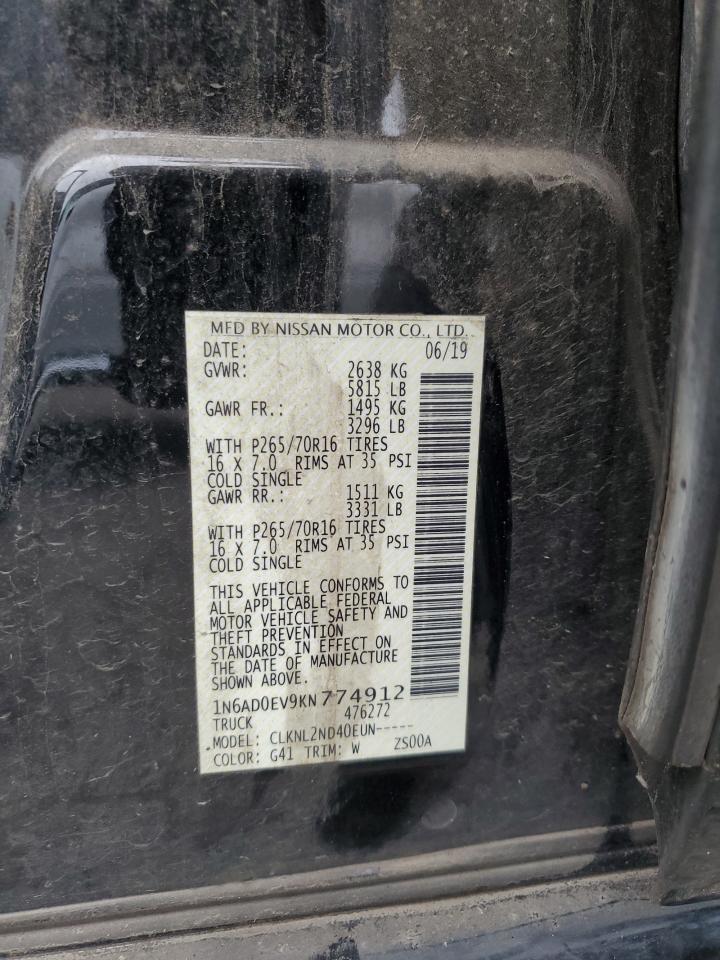 MFD BY NISSAN MOTOR CO., LTD.
DATE: 06/19
GVWR: 2638 KG
5815 LB
GAWR FR.: 1495 KG
3296 LB
WITH P265/70R16 TIRES
16 X 7.0 RIMS AT 35 PSI
COLD SINGLE
GAWR RR.: 1511 KG
3331 LB
WITH P265/70R16 TIRES
16 X 7.0 RIMS AT 35 PSI
COLD SINGLE
THIS VEHICLE CONFORMS TO
ALL APPLICABLE FEDERAL
MOTOR VEHICLE SAFETY AND
THEFT PREVENTION
STANDARDS IN EFFECT ON
THE DATE OF MANUFACTURE
SHOWN ABOVE.
1N6AD0EV9KN774912
TRUCK 476272
MODEL: CLKNL2ND40EUN-----
COLOR: G41 TRIM: W ZS00A